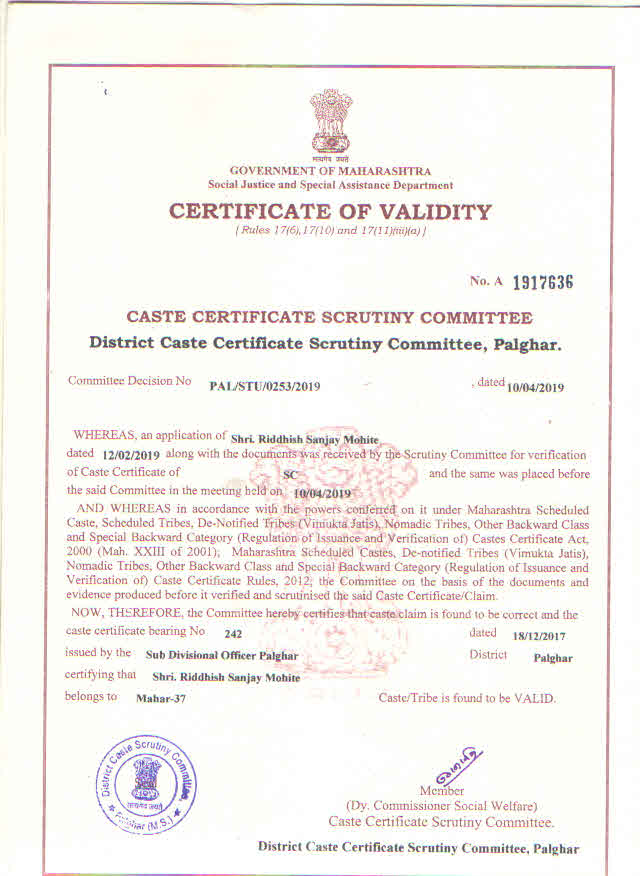 सत्यमेव जयते
GOVERNMENT OF MAHARASHTRA
Social Justice and Special Assistance Department
CERTIFICATE OF VALIDITY
[ Rules 17(6),17(10) and 17(11)(iii)(a) ]
No. A 1917636
CASTE CERTIFICATE SCRUTINY COMMITTEE
District Caste Certificate Scrutiny Committee, Palghar.
Committee Decision No PAL/STU/0253/2019 , dated 10/04/2019
WHEREAS, an application of Shri. Riddhish Sanjay Mohite
dated 12/02/2019 along with the documents was received by the Scrutiny Committee for verification
of Caste Certificate of SC and the same was placed before
the said Committee in the meeting held on 10/04/2019
AND WHEREAS in accordance with the powers conferred on it under Maharashtra Scheduled
Caste, Scheduled Tribes, De-Notified Tribes (Vimukta Jatis), Nomadic Tribes, Other Backward Class
and Special Backward Category (Regulation of Issuance and Verification of) Castes Certificate Act,
2000 (Mah. XXIII of 2001); Maharashtra Scheduled Castes, De-notified Tribes (Vimukta Jatis),
Nomadic Tribes, Other Backward Class and Special Backward Category (Regulation of Issuance and
Verification of) Caste Certificate Rules, 2012, the Committee on the basis of the documents and
evidence produced before it verified and scrutinised the said Caste Certificate/Claim.
NOW, THEREFORE, the Committee hereby certifies that caste claim is found to be correct and the
caste certificate bearing No 242 dated 18/12/2017
issued by the Sub Divisional Officer Palghar District Palghar
certifying that Shri. Riddhish Sanjay Mohite
belongs to Mahar-37 Caste/Tribe is found to be VALID.
District Caste Scrutiny Committee,
सत्यमेव जयते
Palghar (M.S.)
Member
(Dy. Commissioner Social Welfare)
Caste Certificate Scrutiny Committee.
District Caste Certificate Scrutiny Committee, Palghar